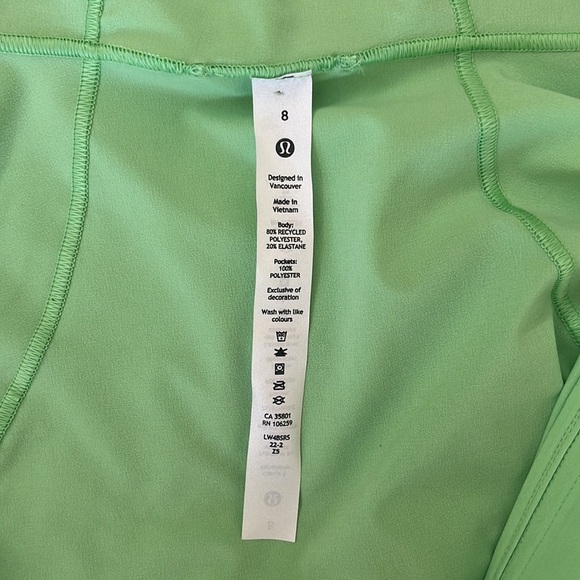 8
Designed in
Vancouver
Made in
Vietnam
Body:
80% RECYCLED
POLYESTER,
20% ELASTANE
Pockets:
100%
POLYESTER
Exclusive of
decoration
Wash with like
colours
CA 35801
RN 106259
LW4BSRS
22-2
Z5
8